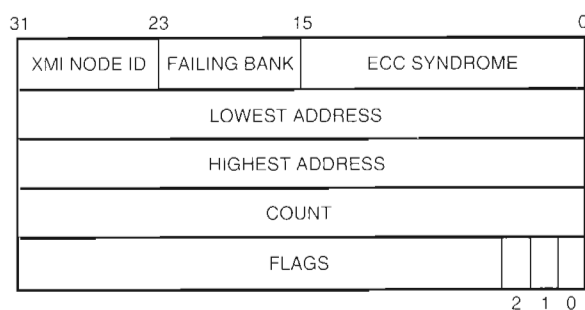 31 23 15 0
XMI NODE ID FAILING BANK ECC SYNDROME
LOWEST ADDRESS
HIGHEST ADDRESS
COUNT
FLAGS
2 1 0